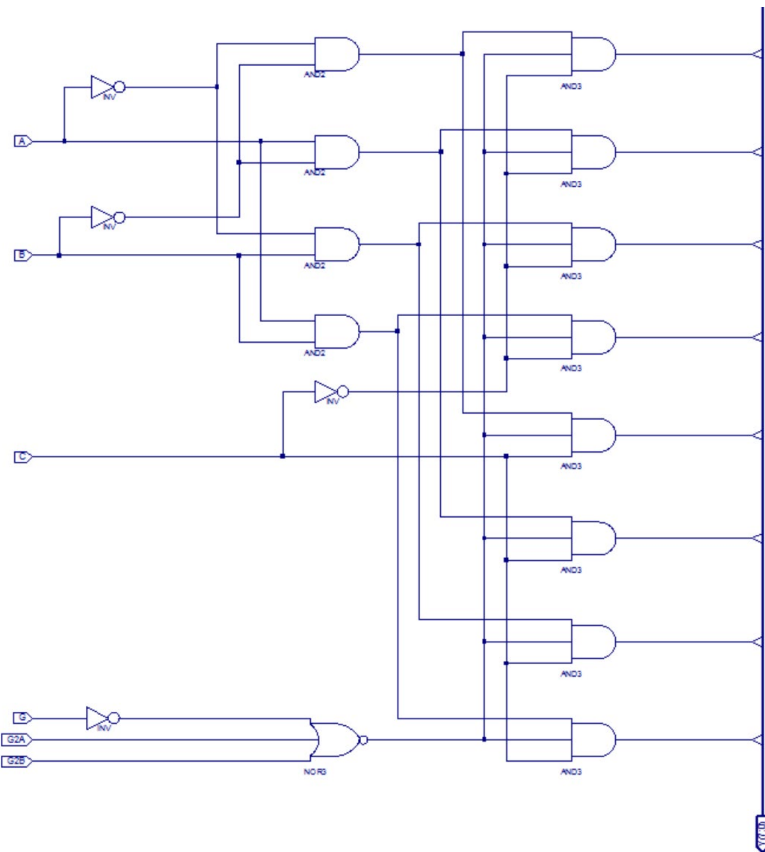 AND2
AND3
INV
A
AND2
AND3
INV
B
AND2
AND3
AND2
AND3
INV
C
AND3
AND3
AND3
G
INV
G2A
G2B
NOR3
AND3